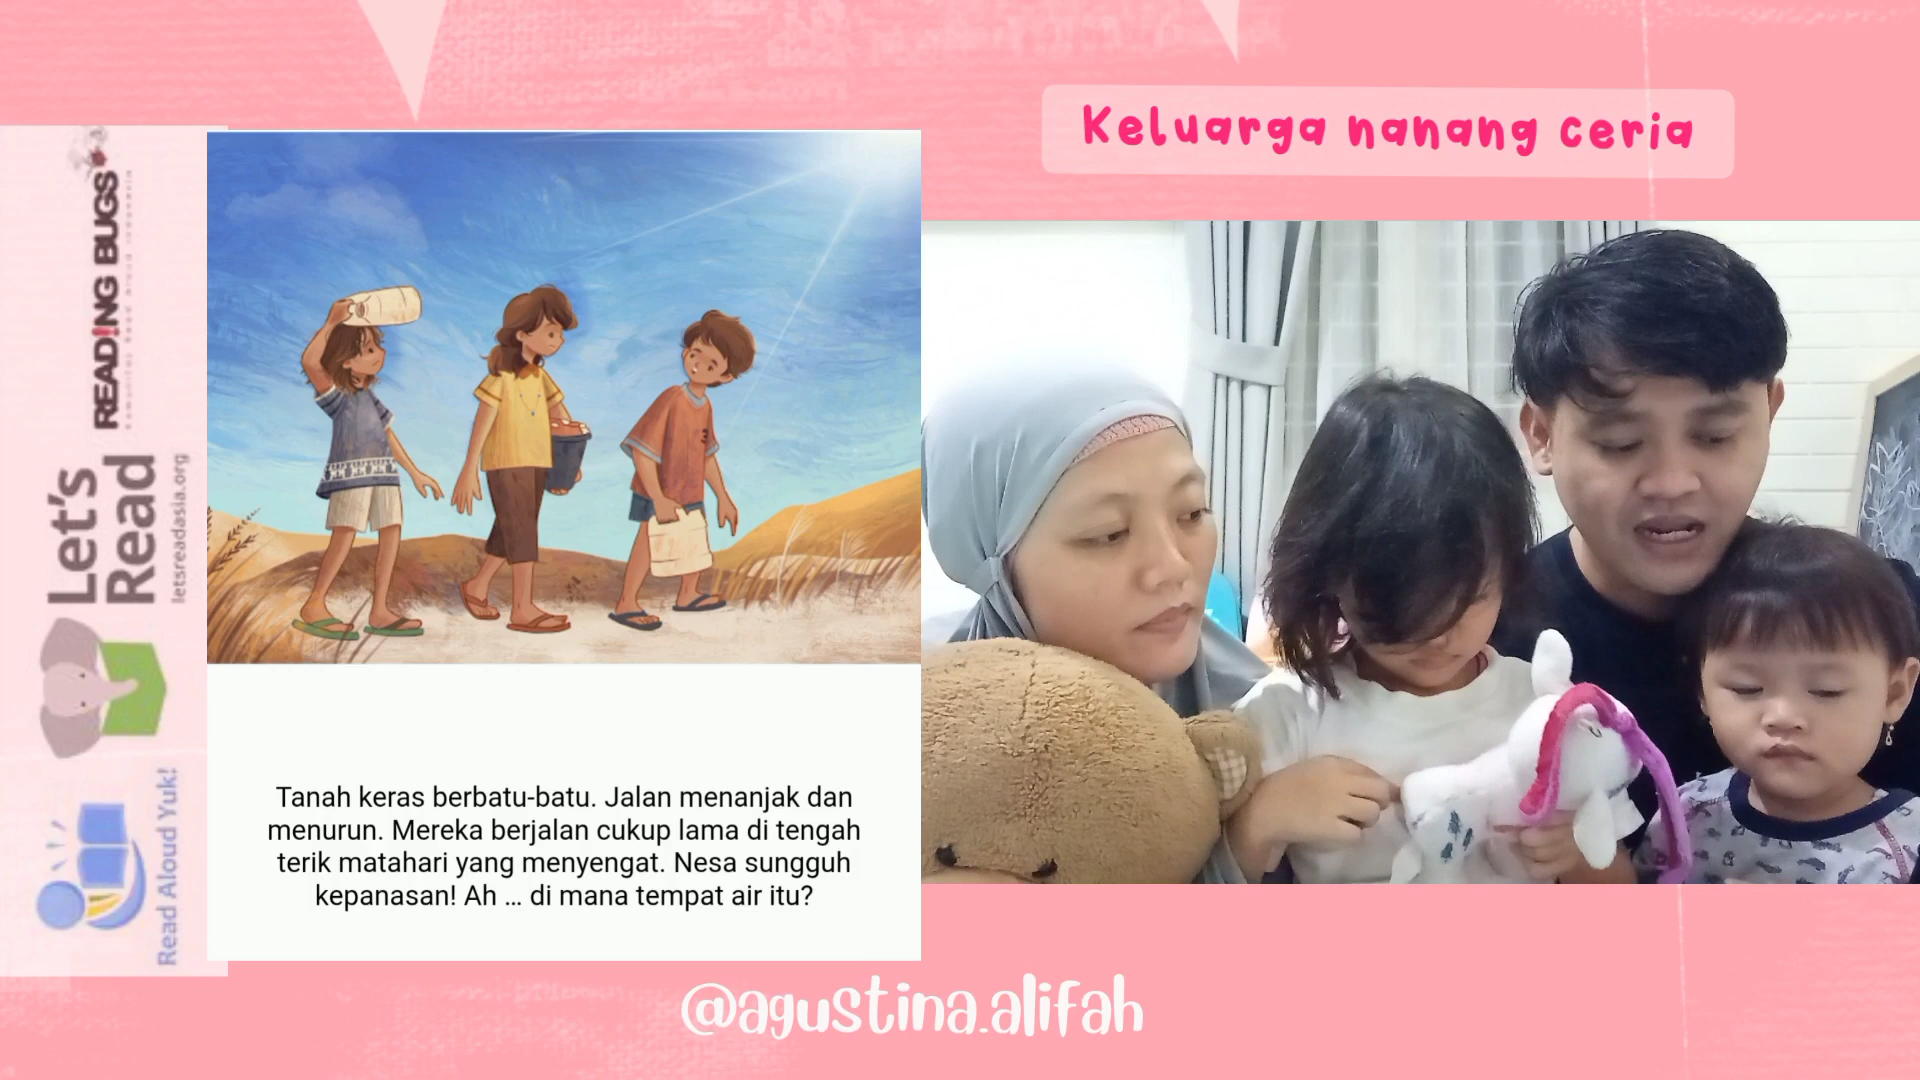 Keluarga nanang ceria
READING BUGS
Let's
Read
letsreadasia.org
Read Aloud Yuk!
Tanah keras berbatu-batu. Jalan menanjak dan
menurun. Mereka berjalan cukup lama di tengah
terik matahari yang menyengat. Nesa sungguh
kepanasan! Ah ... di mana tempat air itu?
@agustina.alifah